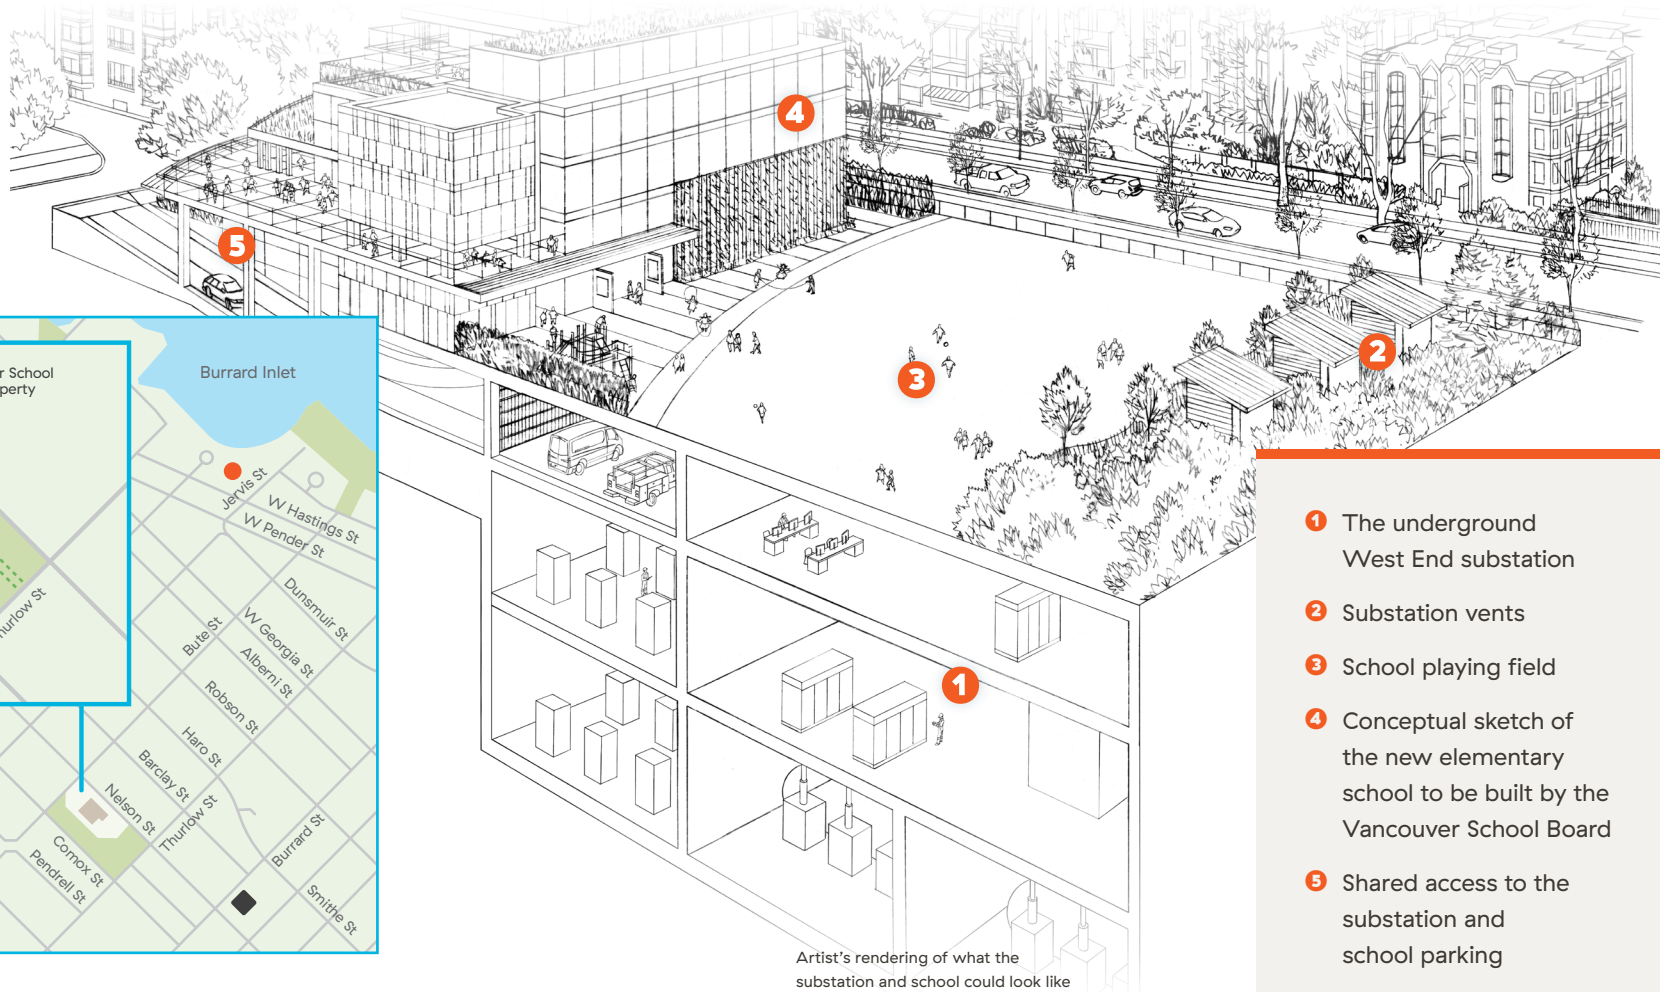 4
5
2
3
1
r School
perty
Burrard Inlet
Jervis St
W Hastings St
W Pender St
Dunsmuir St
W Georgia St
Alberni St
Bute St
Robson St
Haro St
Barclay St
Nelson St
Thurlow St
hurlow St
Burrard St
Comox St
Pendrell St
Smithe St
Artist's rendering of what the
substation and school could look like
1 The underground
West End substation
2 Substation vents
3 School playing field
4 Conceptual sketch of
the new elementary
school to be built by the
Vancouver School Board
5 Shared access to the
substation and
school parking